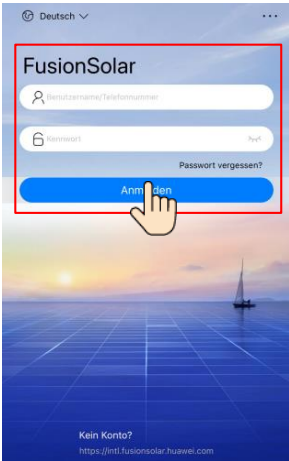 Deutsch
FusionSolar
Benutzername/Telefonnummer
Kennwort
Passwort vergessen?
Anmelden
Kein Konto?
https://intl.fusionsolar.huawei.com